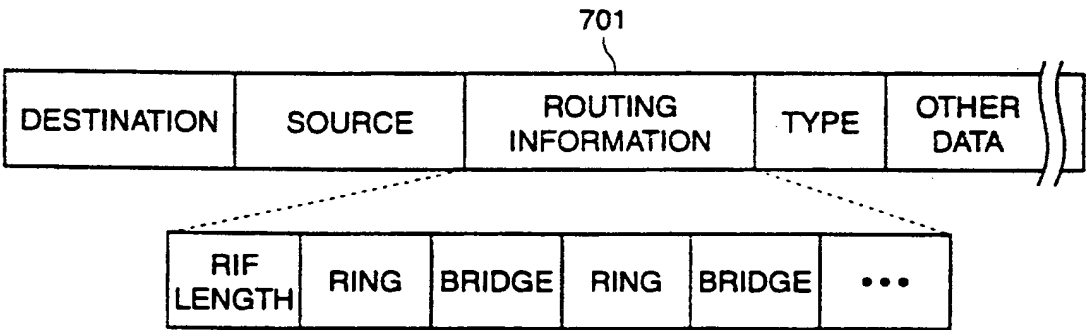 701
DESTINATION
SOURCE
ROUTING
INFORMATION
TYPE
OTHER
DATA
RIF
LENGTH
RING
BRIDGE
RING
BRIDGE
•••